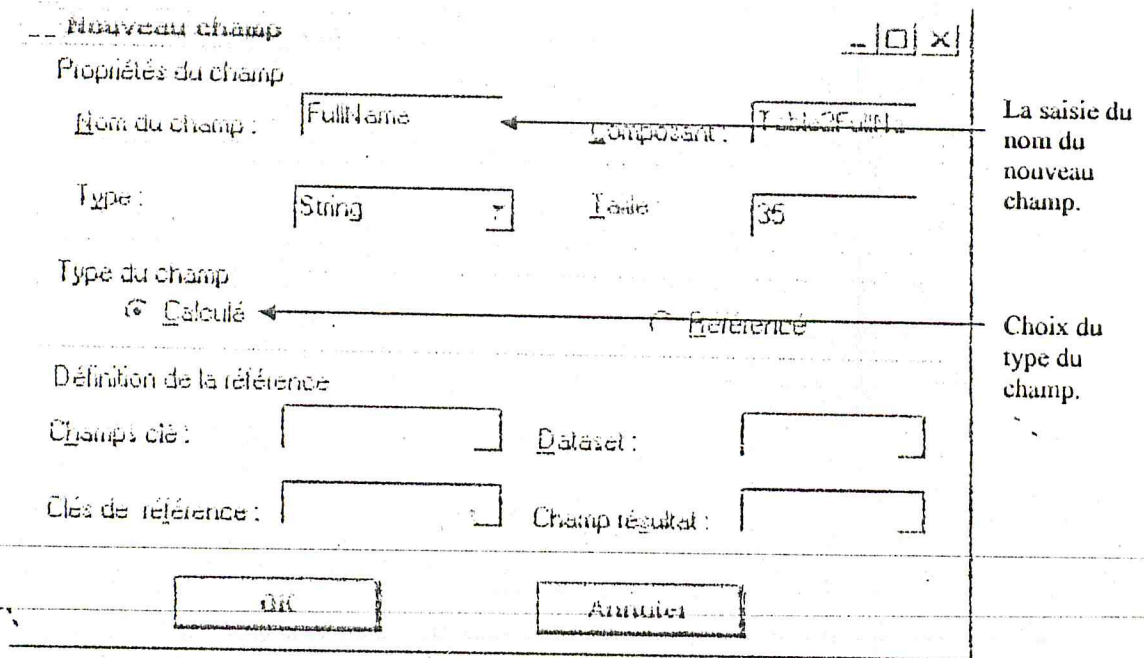 Nouveau champ
Propriétés du champ
Nom du champ : FullName
Composant :
La saisie du
nom du
nouveau
champ.
Type : String
Taille : 35
Type du champ
Calculé
Référencé
Choix du
type du
champ.
Définition de la référence
Champs clé :
Dataset :
Clés de référence :
Champ résultat :
OK
Annuler